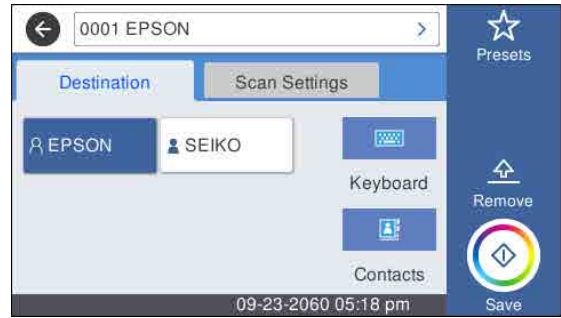 0001 EPSON
Presets
Destination
Scan Settings
EPSON
SEIKO
Keyboard
Remove
Contacts
09-23-2060 05:18 pm
Save